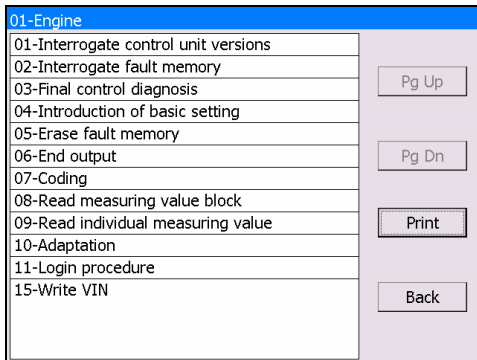 01-Engine
01-Interrogate control unit versions
02-Interrogate fault memory
03-Final control diagnosis
04-Introduction of basic setting
05-Erase fault memory
06-End output
07-Coding
08-Read measuring value block
09-Read individual measuring value
10-Adaptation
11-Login procedure
15-Write VIN
Pg Up
Pg Dn
Print
Back